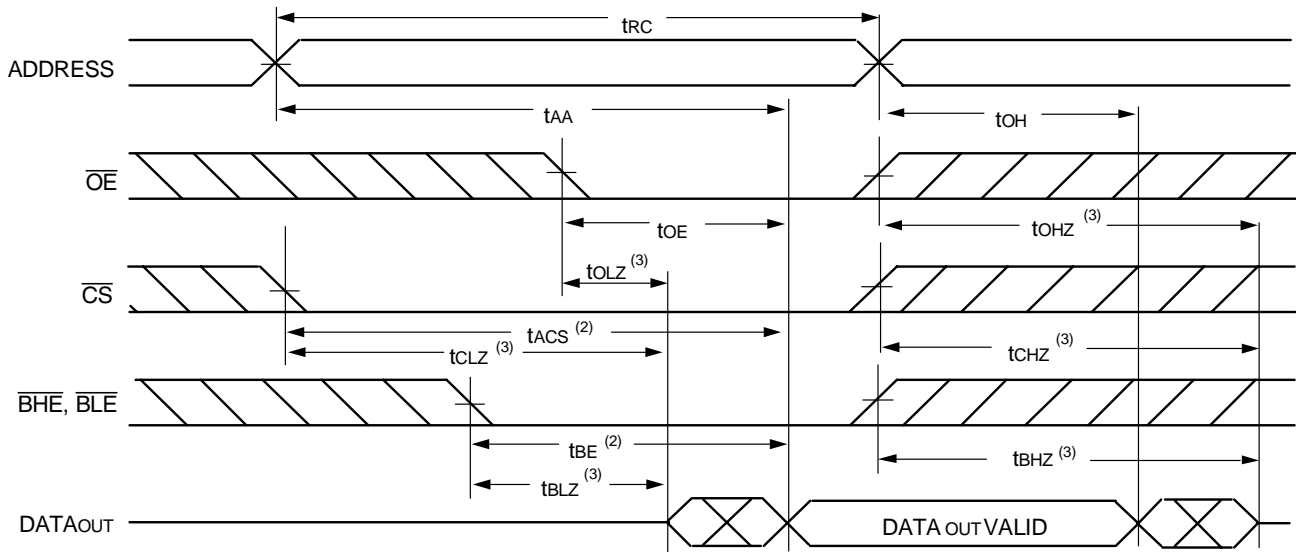 tRC
ADDRESS
tAA
tOH
OE
tOE
tOHZ (3)
tOLZ (3)
CS
tACS (2)
tCLZ (3)
tCHZ (3)
BHE, BLE
tBE (2)
tBHZ (3)
tBLZ (3)
DATAOUT
DATA OUT VALID